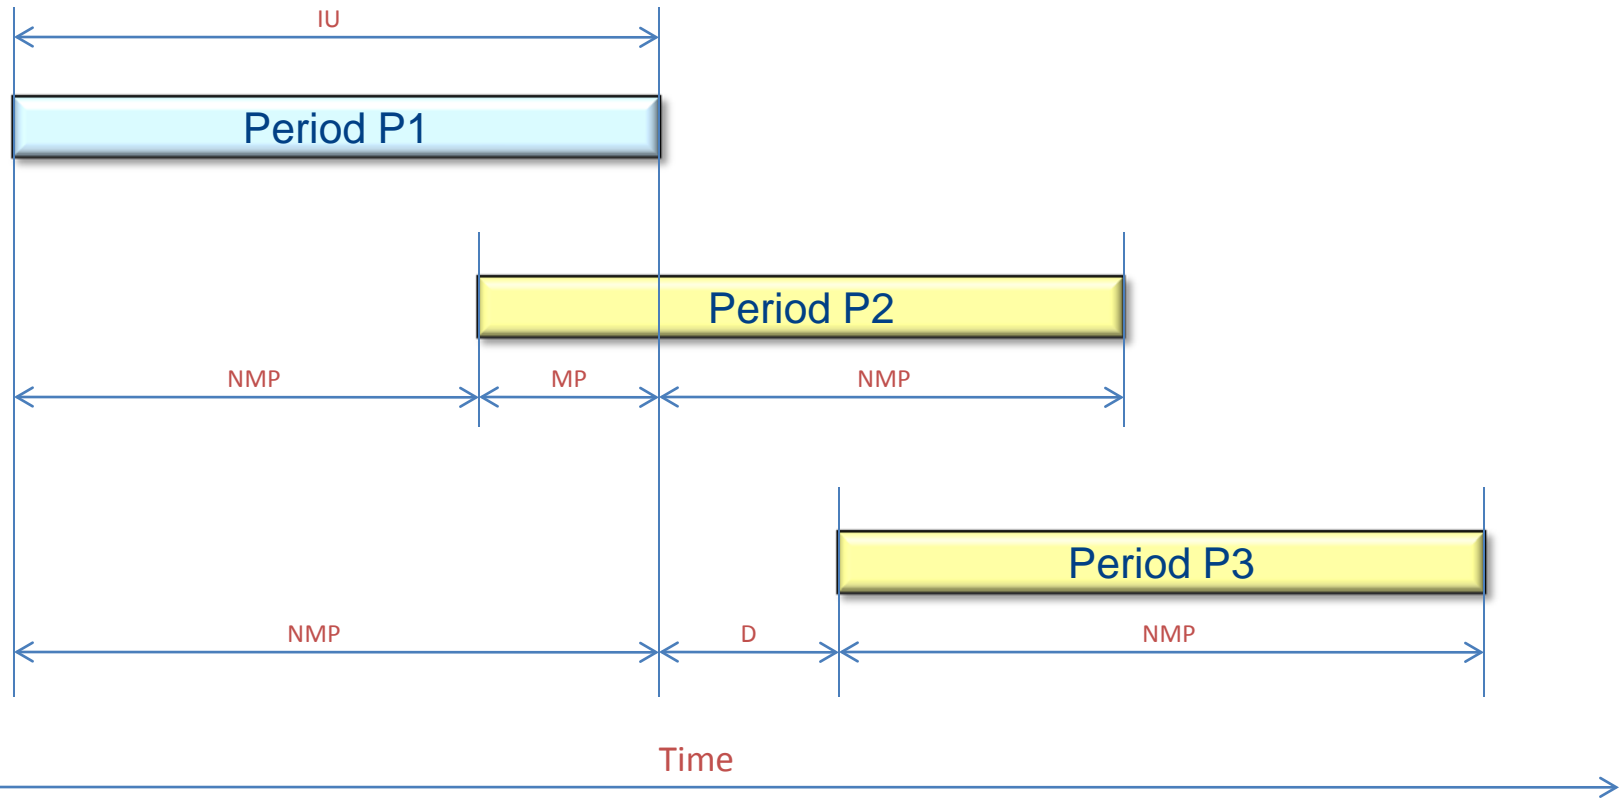 IU
Period P1
Period P2
NMP MP NMP
Period P3
NMP D NMP
Time